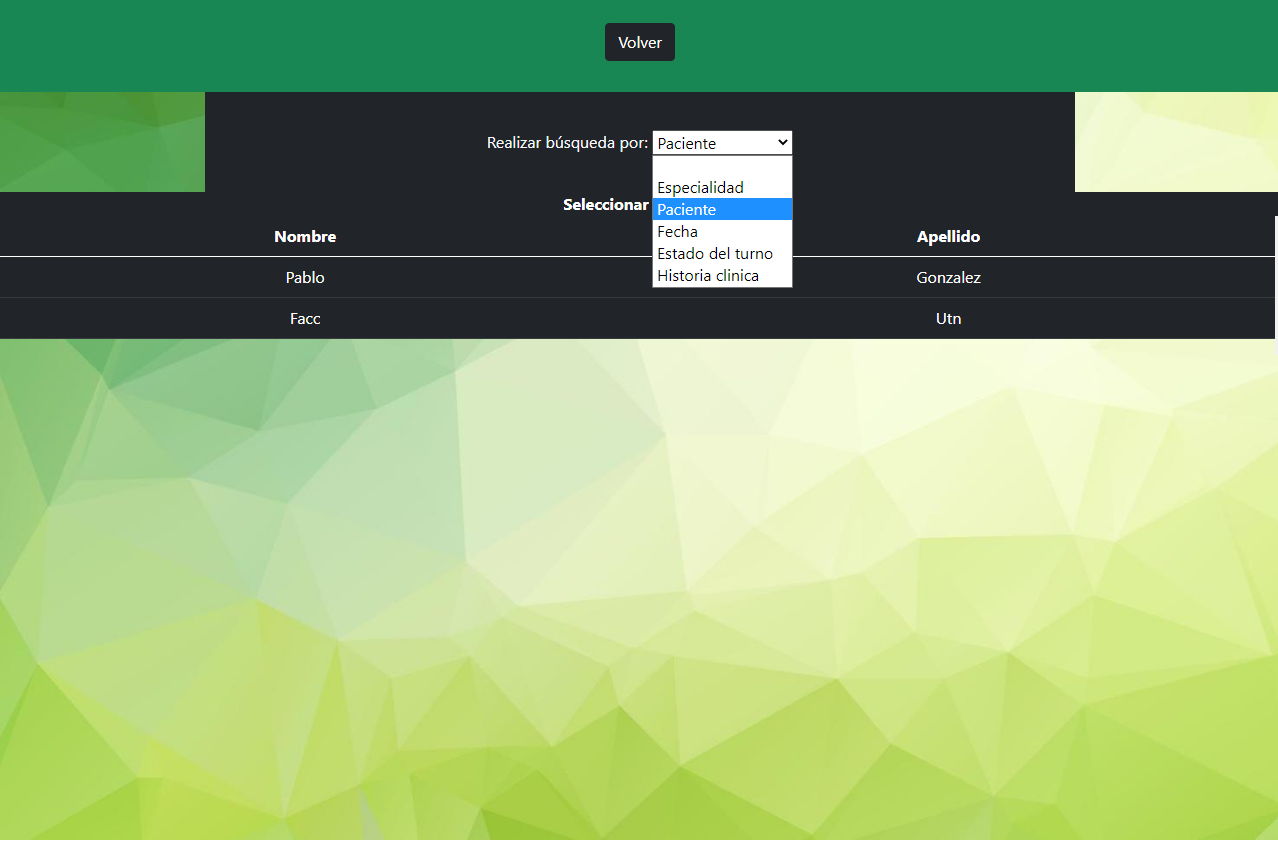 Volver
Realizar búsqueda por: Paciente
Especialidad
Seleccionar
Paciente
Fecha
Estado del turno
Historia clinica
Nombre Apellido
Pablo Gonzalez
Facc Utn